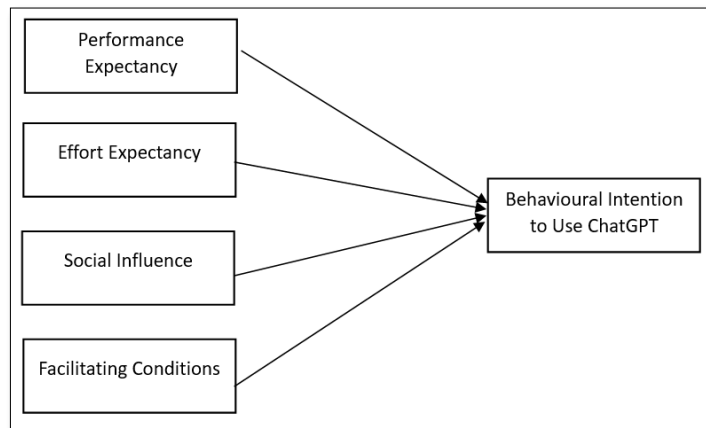 Performance
Expectancy
Effort Expectancy
Social Influence
Facilitating Conditions
Behavioural Intention
to Use ChatGPT